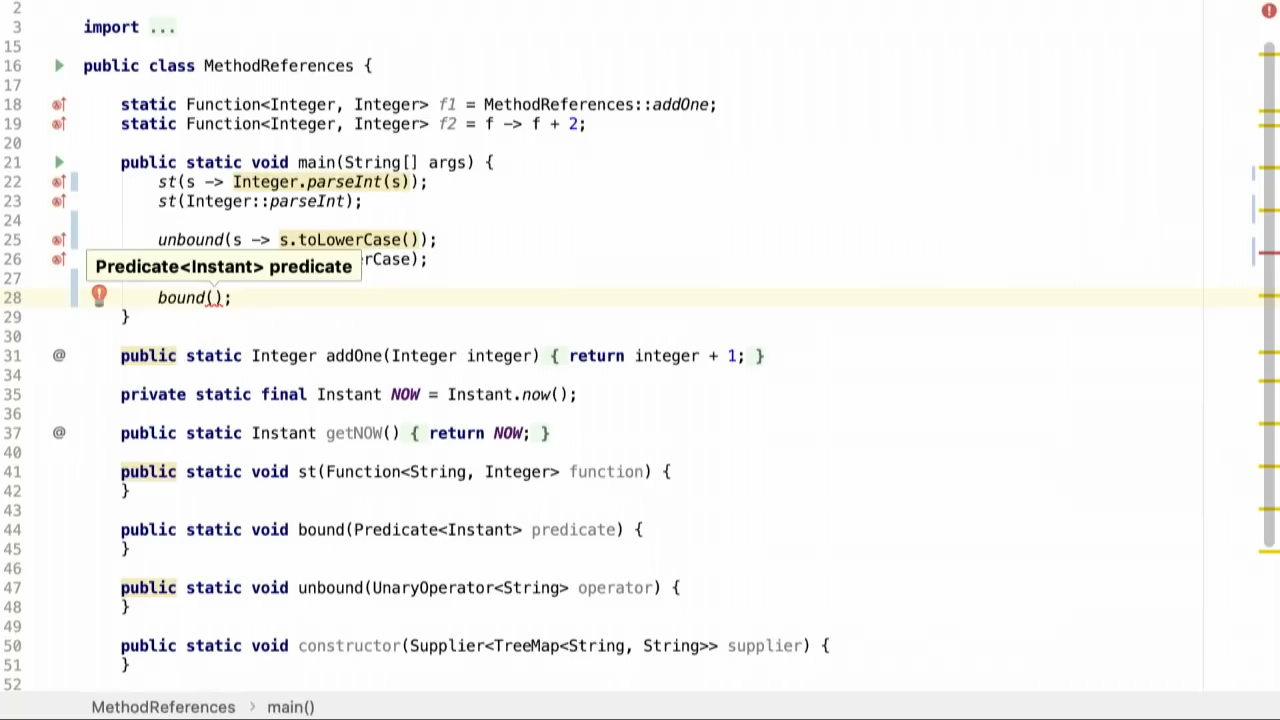 2
3 import ...
15
16 public class MethodReferences {
17
18 static Function<Integer, Integer> f1 = MethodReferences::addOne;
19 static Function<Integer, Integer> f2 = f -> f + 2;
20
21 public static void main(String[] args) {
22 st(s -> Integer.parseInt(s));
23 st(Integer::parseInt);
24
25 unbound(s -> s.toLowerCase());
26 rCase);
Predicate<Instant> predicate
27
28 bound();
29 }
30
31 @ public static Integer addOne(Integer integer) { return integer + 1; }
34
35 private static final Instant NOW = Instant.now();
36
37 @ public static Instant getNOW() { return NOW; }
40
41 public static void st(Function<String, Integer> function) {
42 }
43
44 public static void bound(Predicate<Instant> predicate) {
45 }
46
47 public static void unbound(UnaryOperator<String> operator) {
48 }
49
50 public static void constructor(Supplier<TreeMap<String, String>> supplier) {
51 }
52
MethodReferences > main()